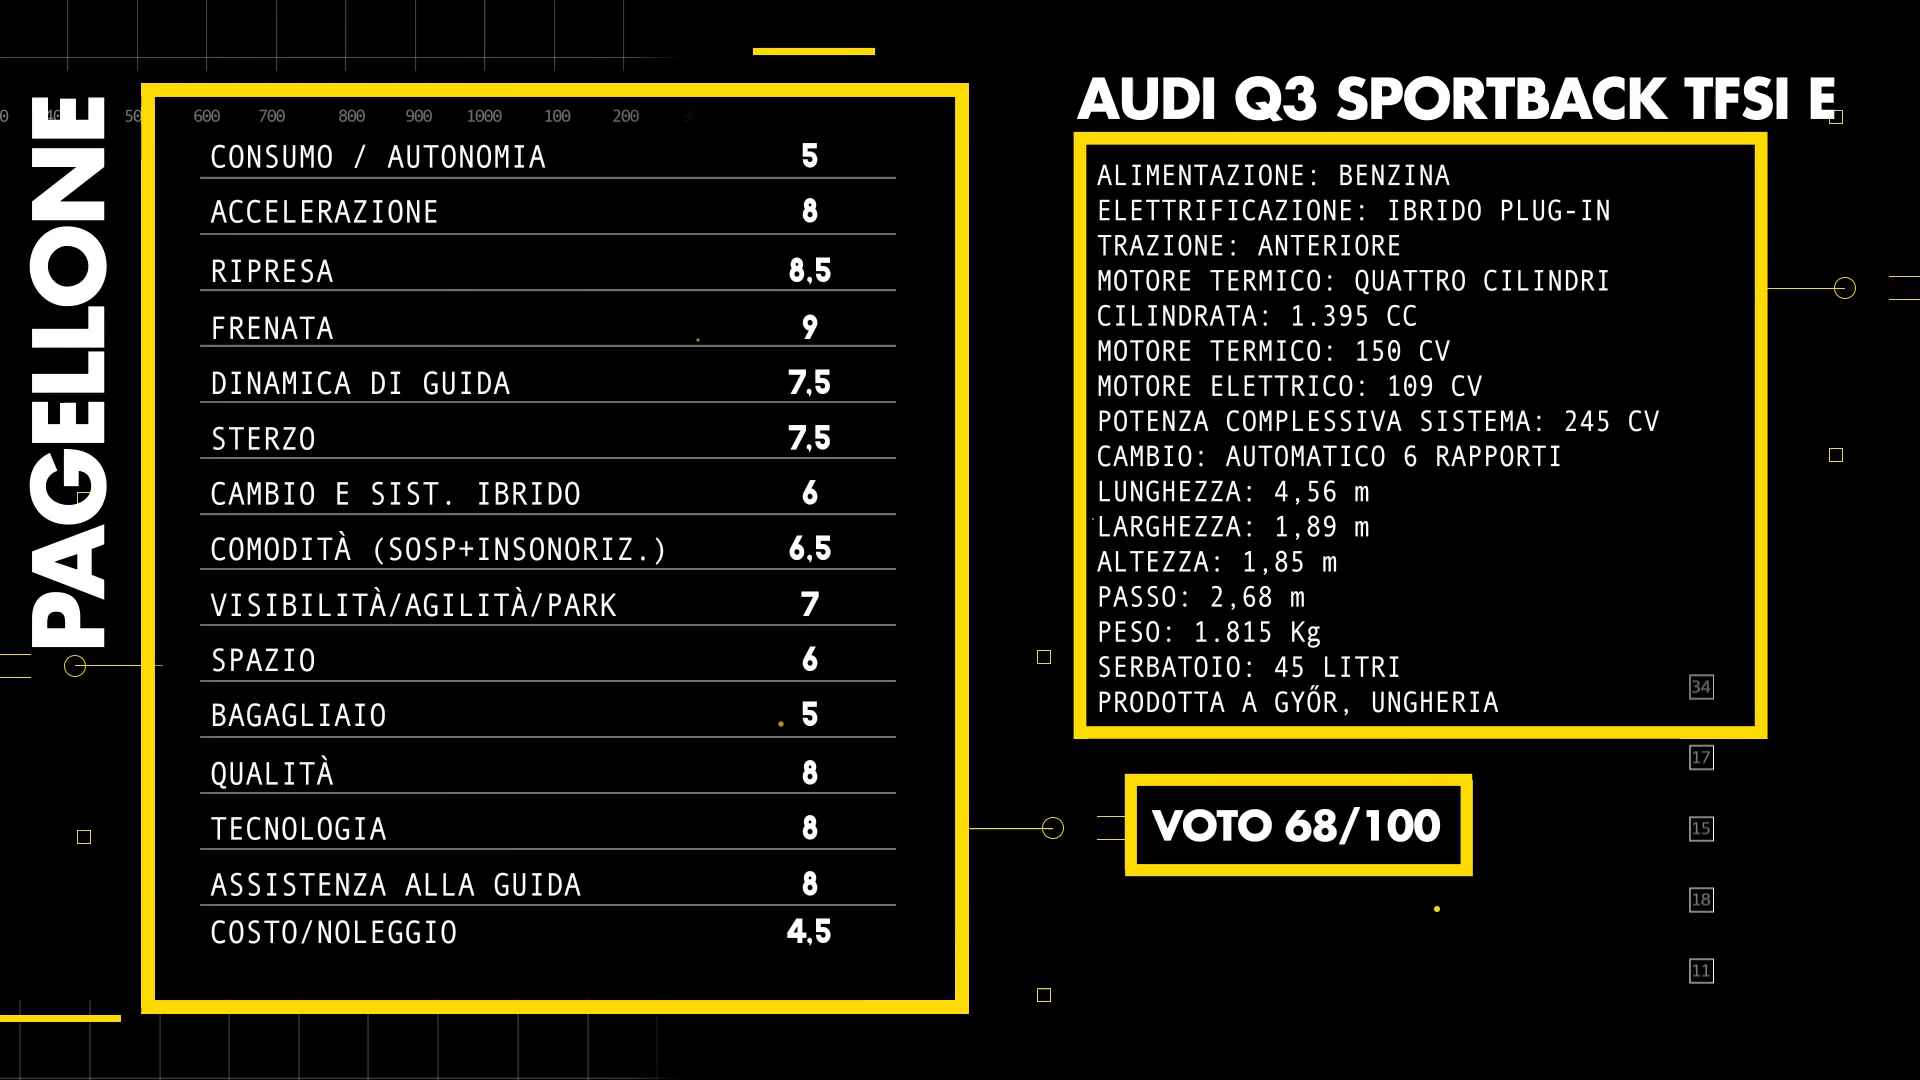 PAGELLONE
500 600 700 800 900 1000 100 200
CONSUMO / AUTONOMIA 5
ACCELERAZIONE 8
RIPRESA 8,5
FRENATA 9
DINAMICA DI GUIDA 7,5
STERZO 7,5
CAMBIO E SIST. IBRIDO 6
COMODITÀ (SOSP+INSONORIZ.) 6,5
VISIBILITÀ/AGILITÀ/PARK 7
SPAZIO 6
BAGAGLIAIO 5
QUALITÀ 8
TECNOLOGIA 8
ASSISTENZA ALLA GUIDA 8
COSTO/NOLEGGIO 4,5
AUDI Q3 SPORTBACK TFSI E
ALIMENTAZIONE: BENZINA
ELETTRIFICAZIONE: IBRIDO PLUG-IN
TRAZIONE: ANTERIORE
MOTORE TERMICO: QUATTRO CILINDRI
CILINDRATA: 1.395 CC
MOTORE TERMICO: 150 CV
MOTORE ELETTRICO: 109 CV
POTENZA COMPLESSIVA SISTEMA: 245 CV
CAMBIO: AUTOMATICO 6 RAPPORTI
LUNGHEZZA: 4,56 m
LARGHEZZA: 1,89 m
ALTEZZA: 1,85 m
PASSO: 2,68 m
PESO: 1.815 Kg
SERBATOIO: 45 LITRI
PRODOTTA A GYŐR, UNGHERIA
VOTO 68/100
34
17
15
18
11